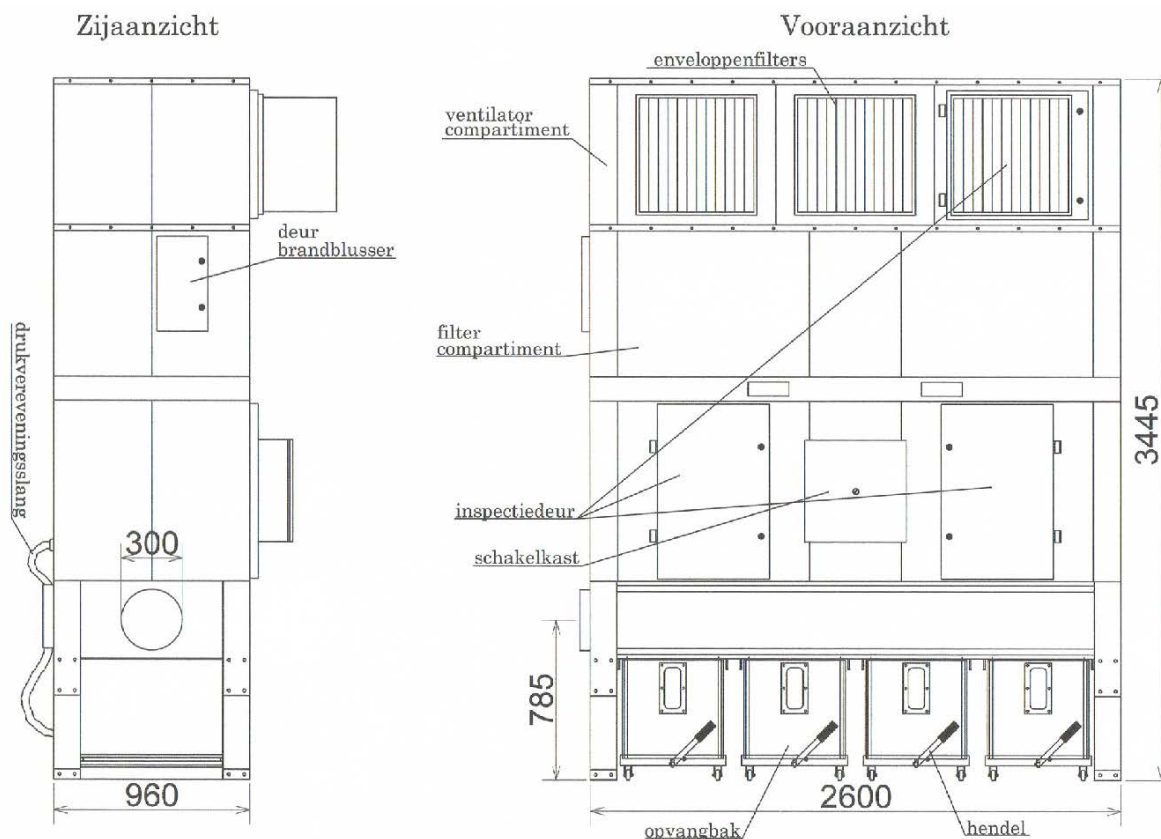 Zijaanzicht
Vooraanzicht
enveloppenfilters
ventilator
compartiment
deur
brandblusser
drukvereveningsslang
filter
compartiment
3445
inspectiedeur
300
schakelkast
785
960
2600
opvangbak
hendel